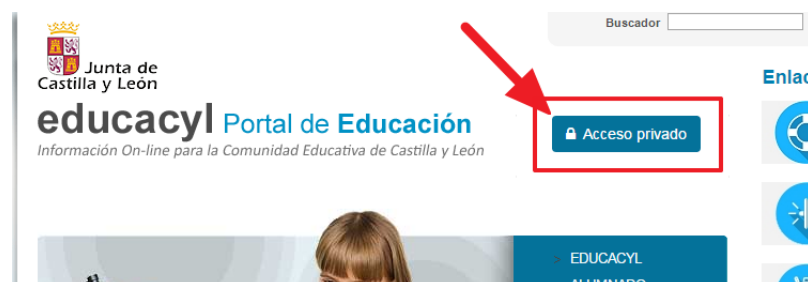 Buscador
Junta de
Castilla y León
educacyl Portal de Educación
Información On-line para la Comunidad Educativa de Castilla y León
Acceso privado
EDUCACYL